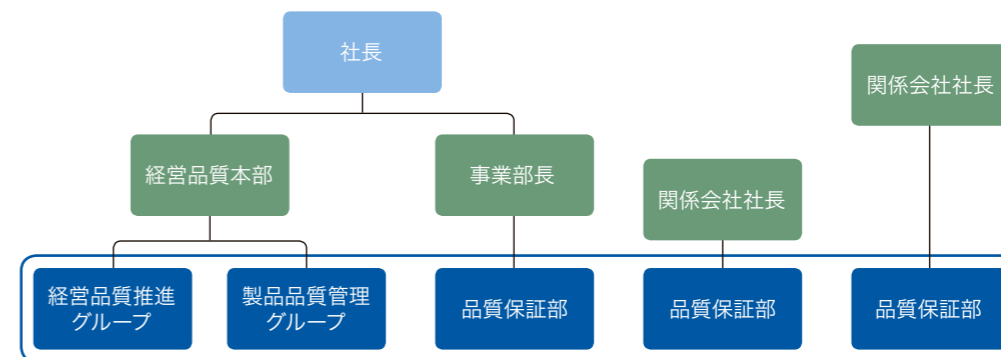 社長
関係会社社長
経営品質本部
事業部長
関係会社社長
経営品質推進
グループ
製品品質管理
グループ
品質保証部
品質保証部
品質保証部